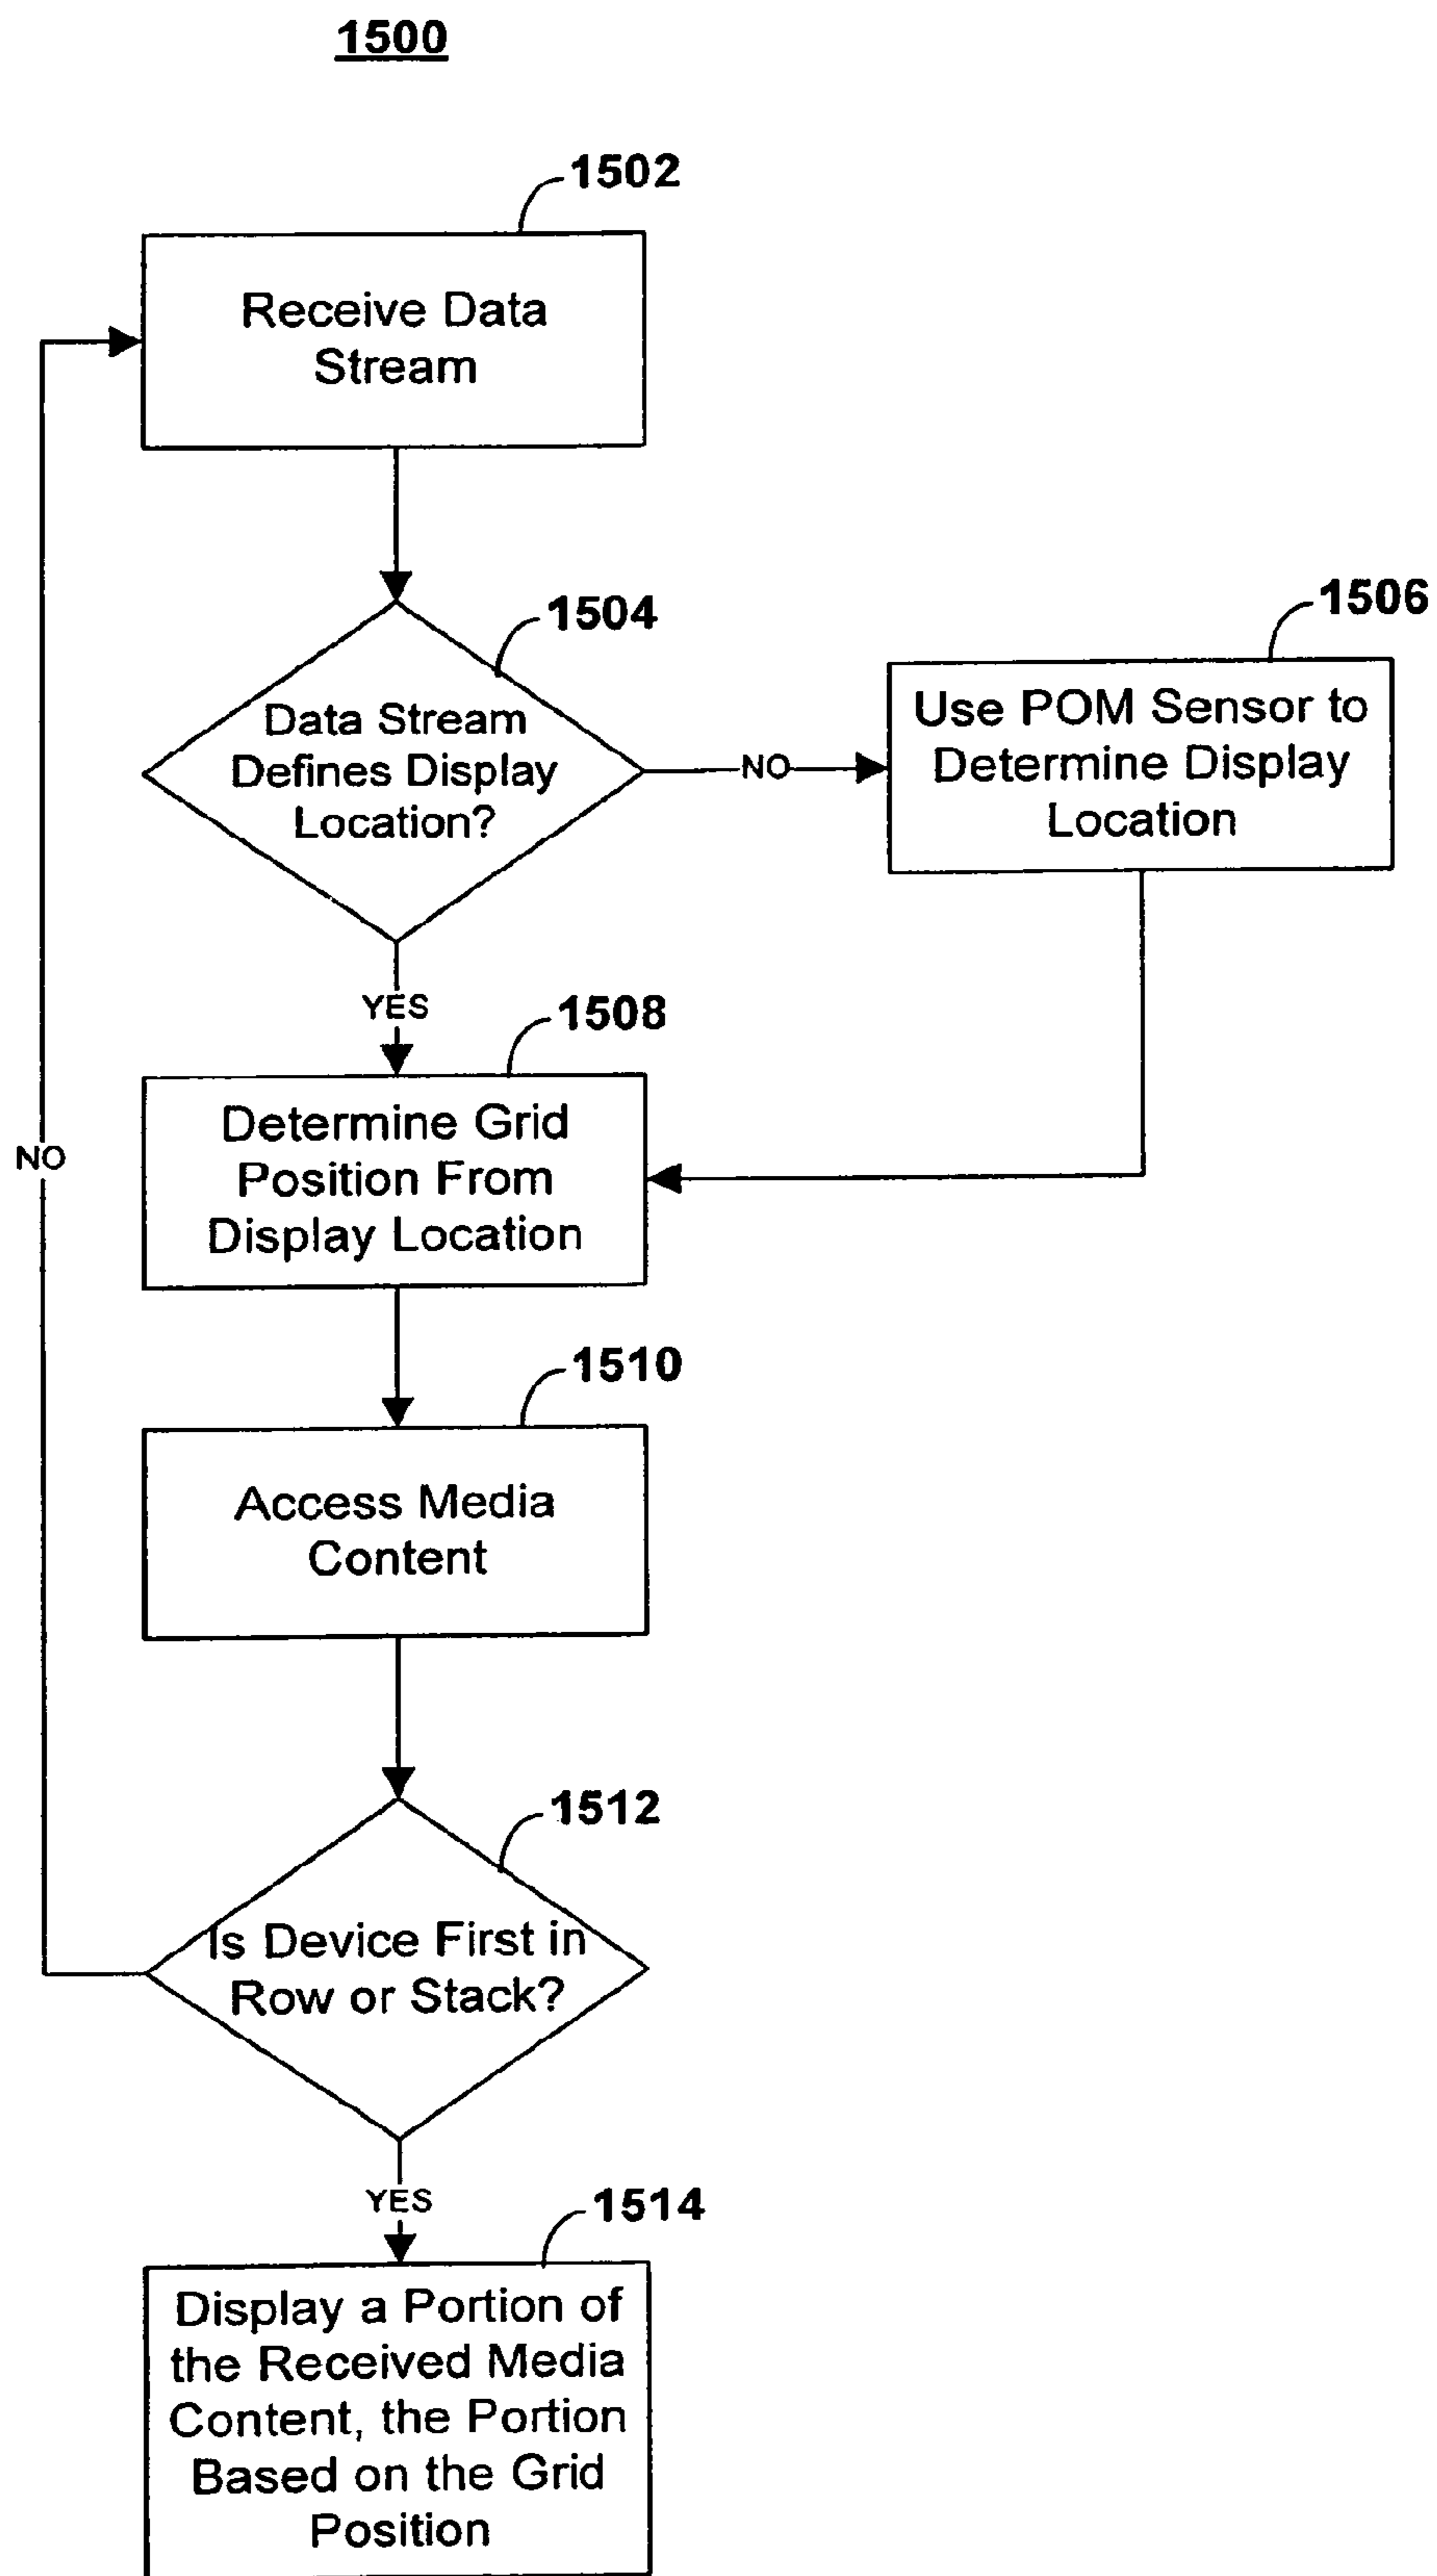 1500
1502
Receive Data
Stream
1504
Data Stream
Defines Display
Location?
NO
1506
Use POM Sensor to
Determine Display
Location
YES
1508
Determine Grid
Position From
Display Location
NO
1510
Access Media
Content
1512
Is Device First in
Row or Stack?
YES
1514
Display a Portion of
the Received Media
Content, the Portion
Based on the Grid
Position